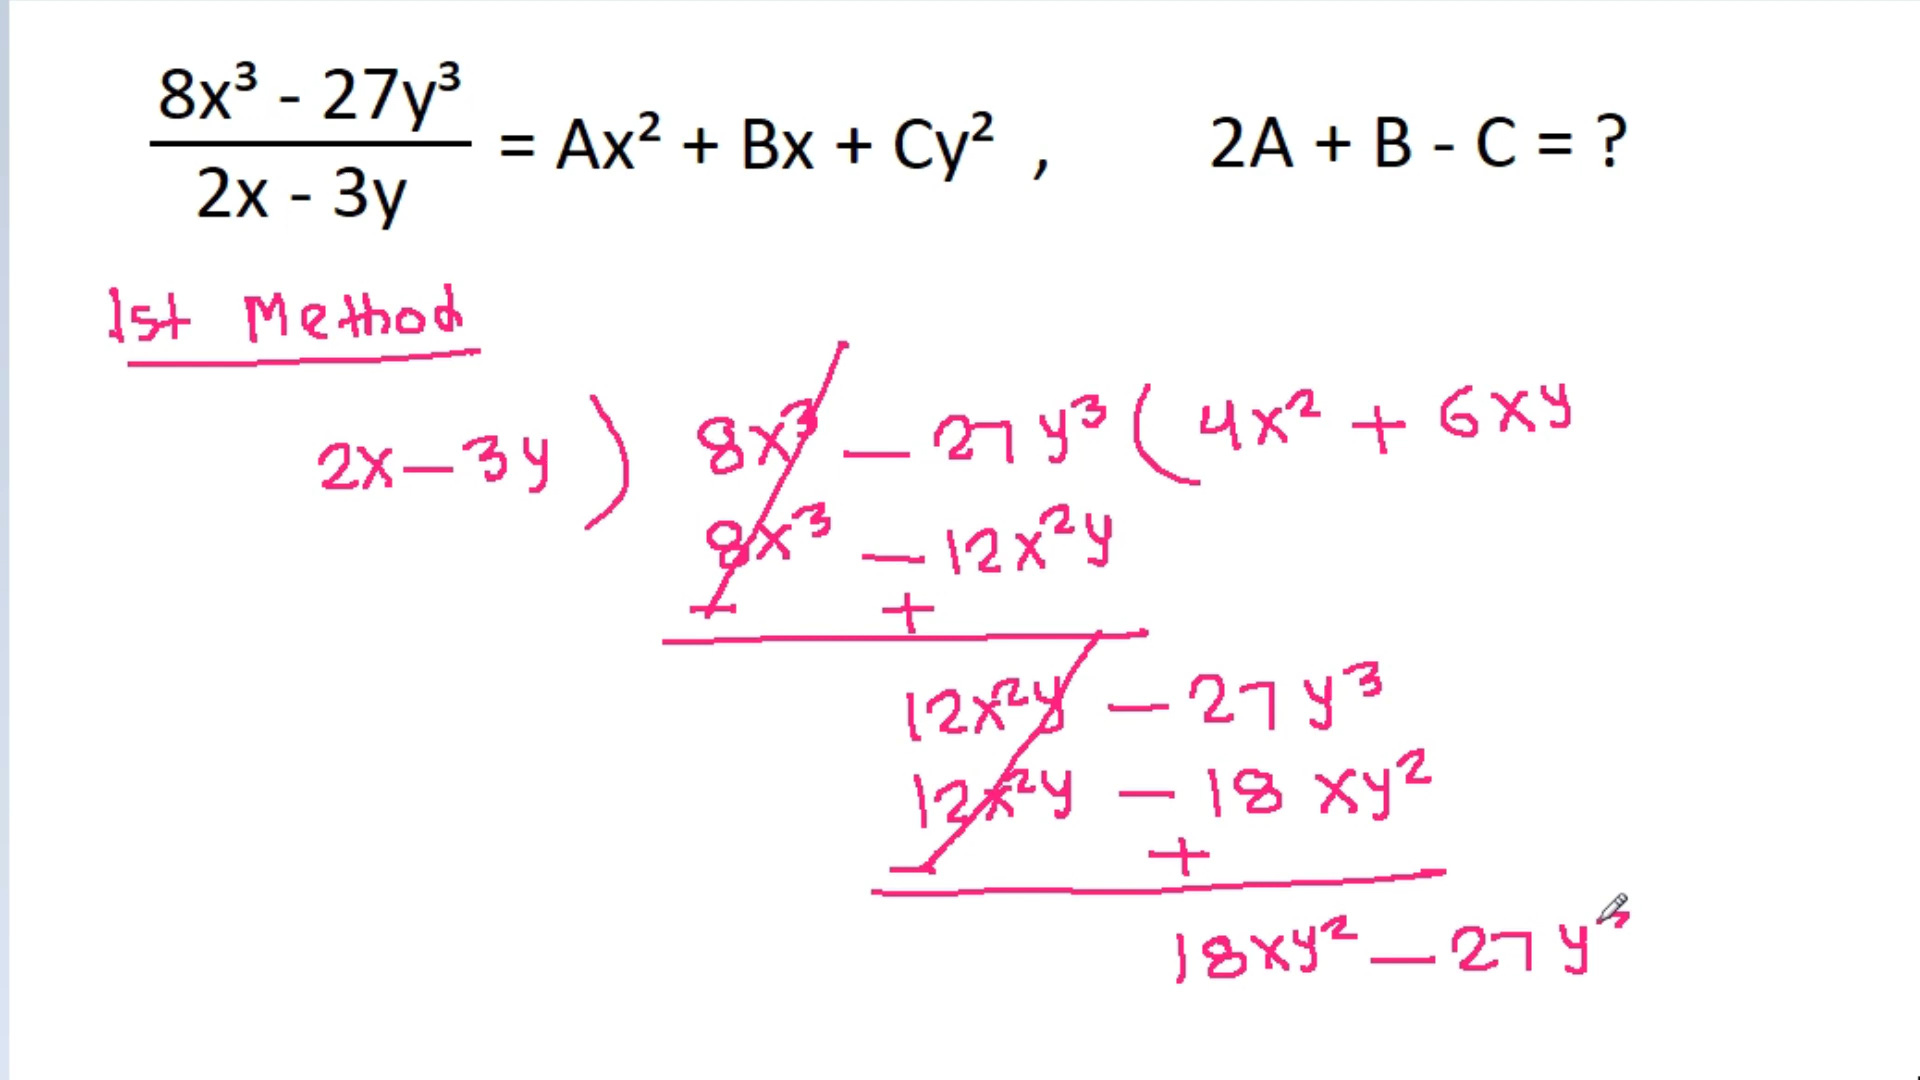 8x³ - 27y³
2x - 3y
= Ax² + Bx + Cy² , 2A + B - C = ?
1st Method
2x - 3y ) 8x³ - 27y³ ( 4x² + 6xy
8x³ - 12x²y
- +
12x²y - 27y³
12x²y - 18xy²
- +
18xy² - 27y³